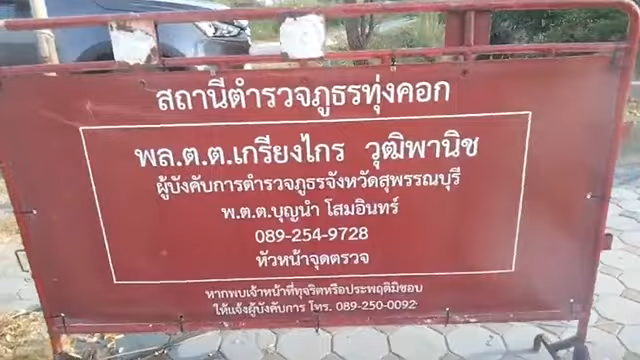 สถานีตำรวจภูธรทุ่งคอก
พล.ต.ต.เกรียงไกร วุฒิพานิช
ผู้บังคับการตำรวจภูธรจังหวัดสุพรรณบุรี
พ.ต.ต.บุญนำ โสมอินทร์
089-254-9728
หัวหน้าจุดตรวจ
หากพบเจ้าหน้าที่ทุจริตหรือประพฤติมิชอบ
ให้แจ้งผู้บังคับการ โทร. 089-250-0092